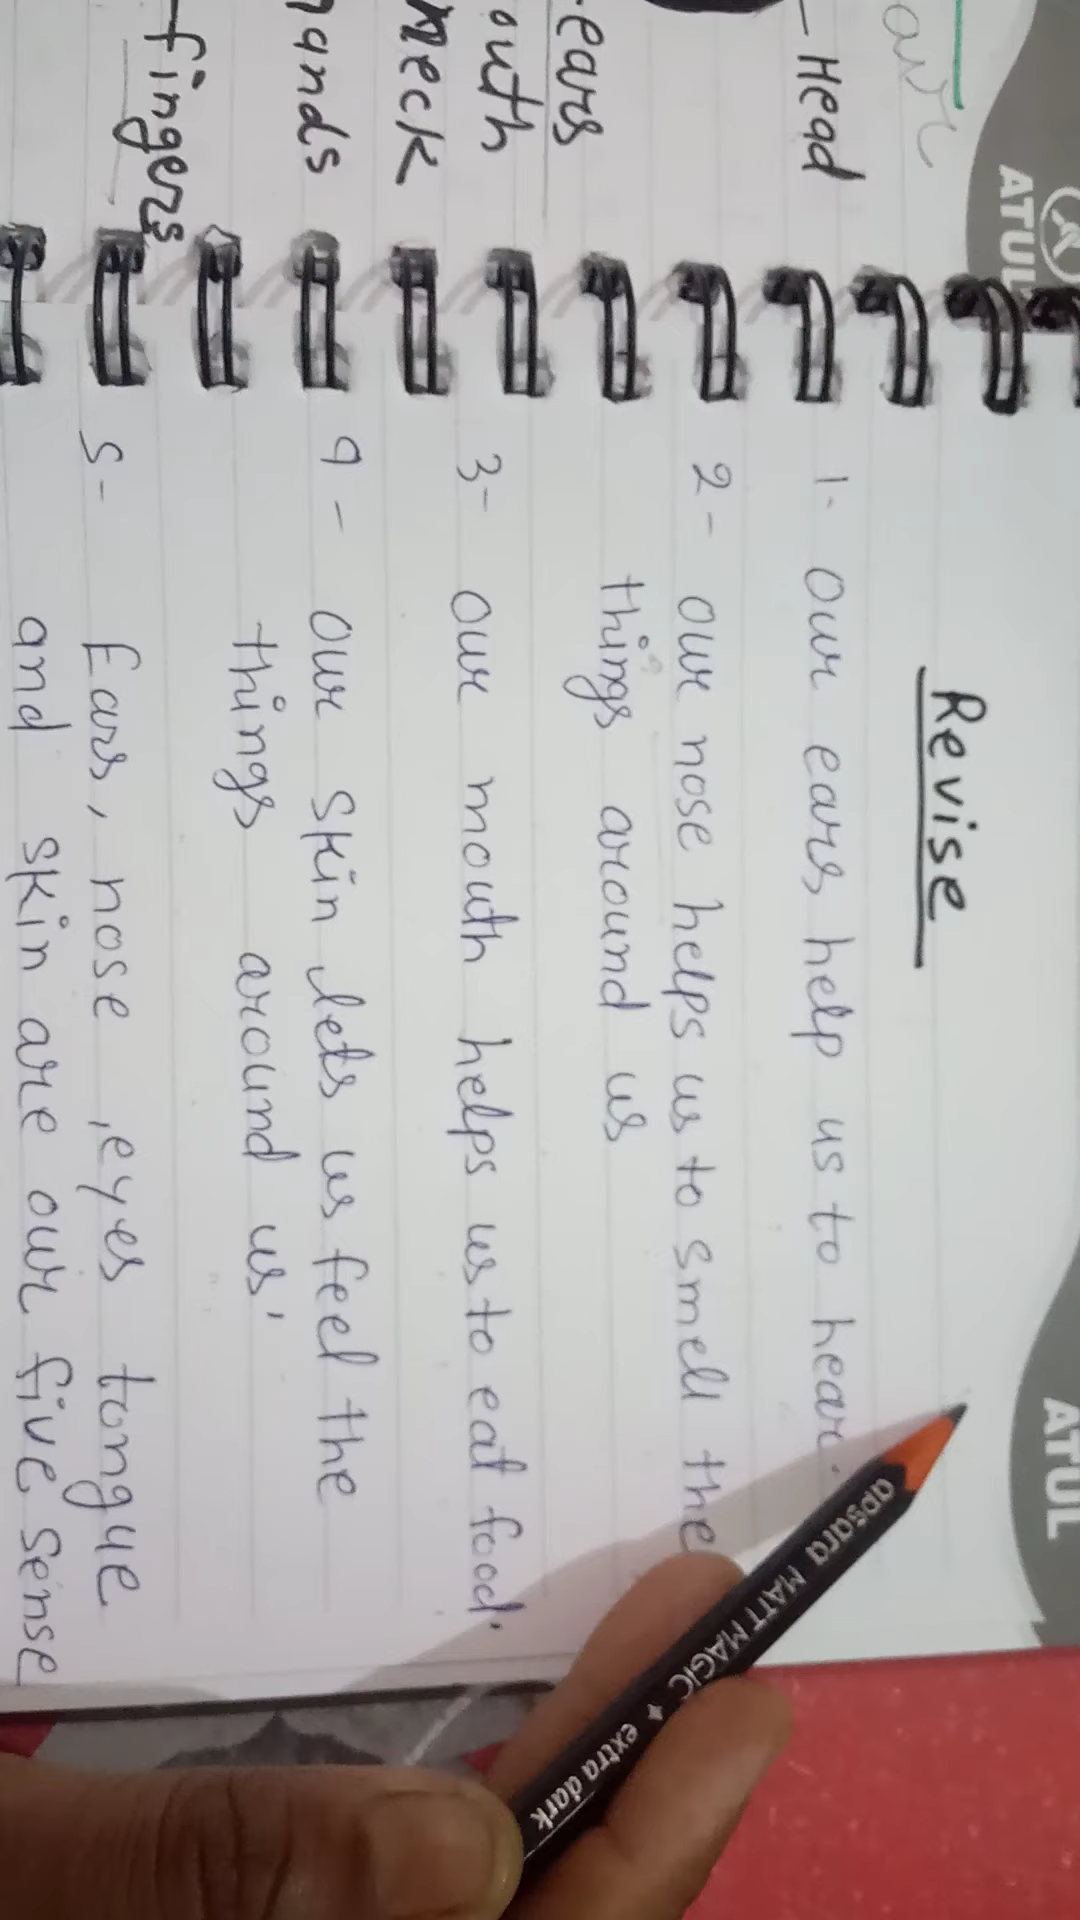 ATUL
- Head
ears
outh
neck
hands
- fingers
ATUL
Revise
1- Our ears help us to hear.
2- Our nose helps us to smell the
things around us
3- Our mouth helps us to eat food.
4- Our skin lets us feel the
things around us.
5- Ears, nose, eyes tongue
and skin are our five sense
apsara MATT MAGIC + extra dark